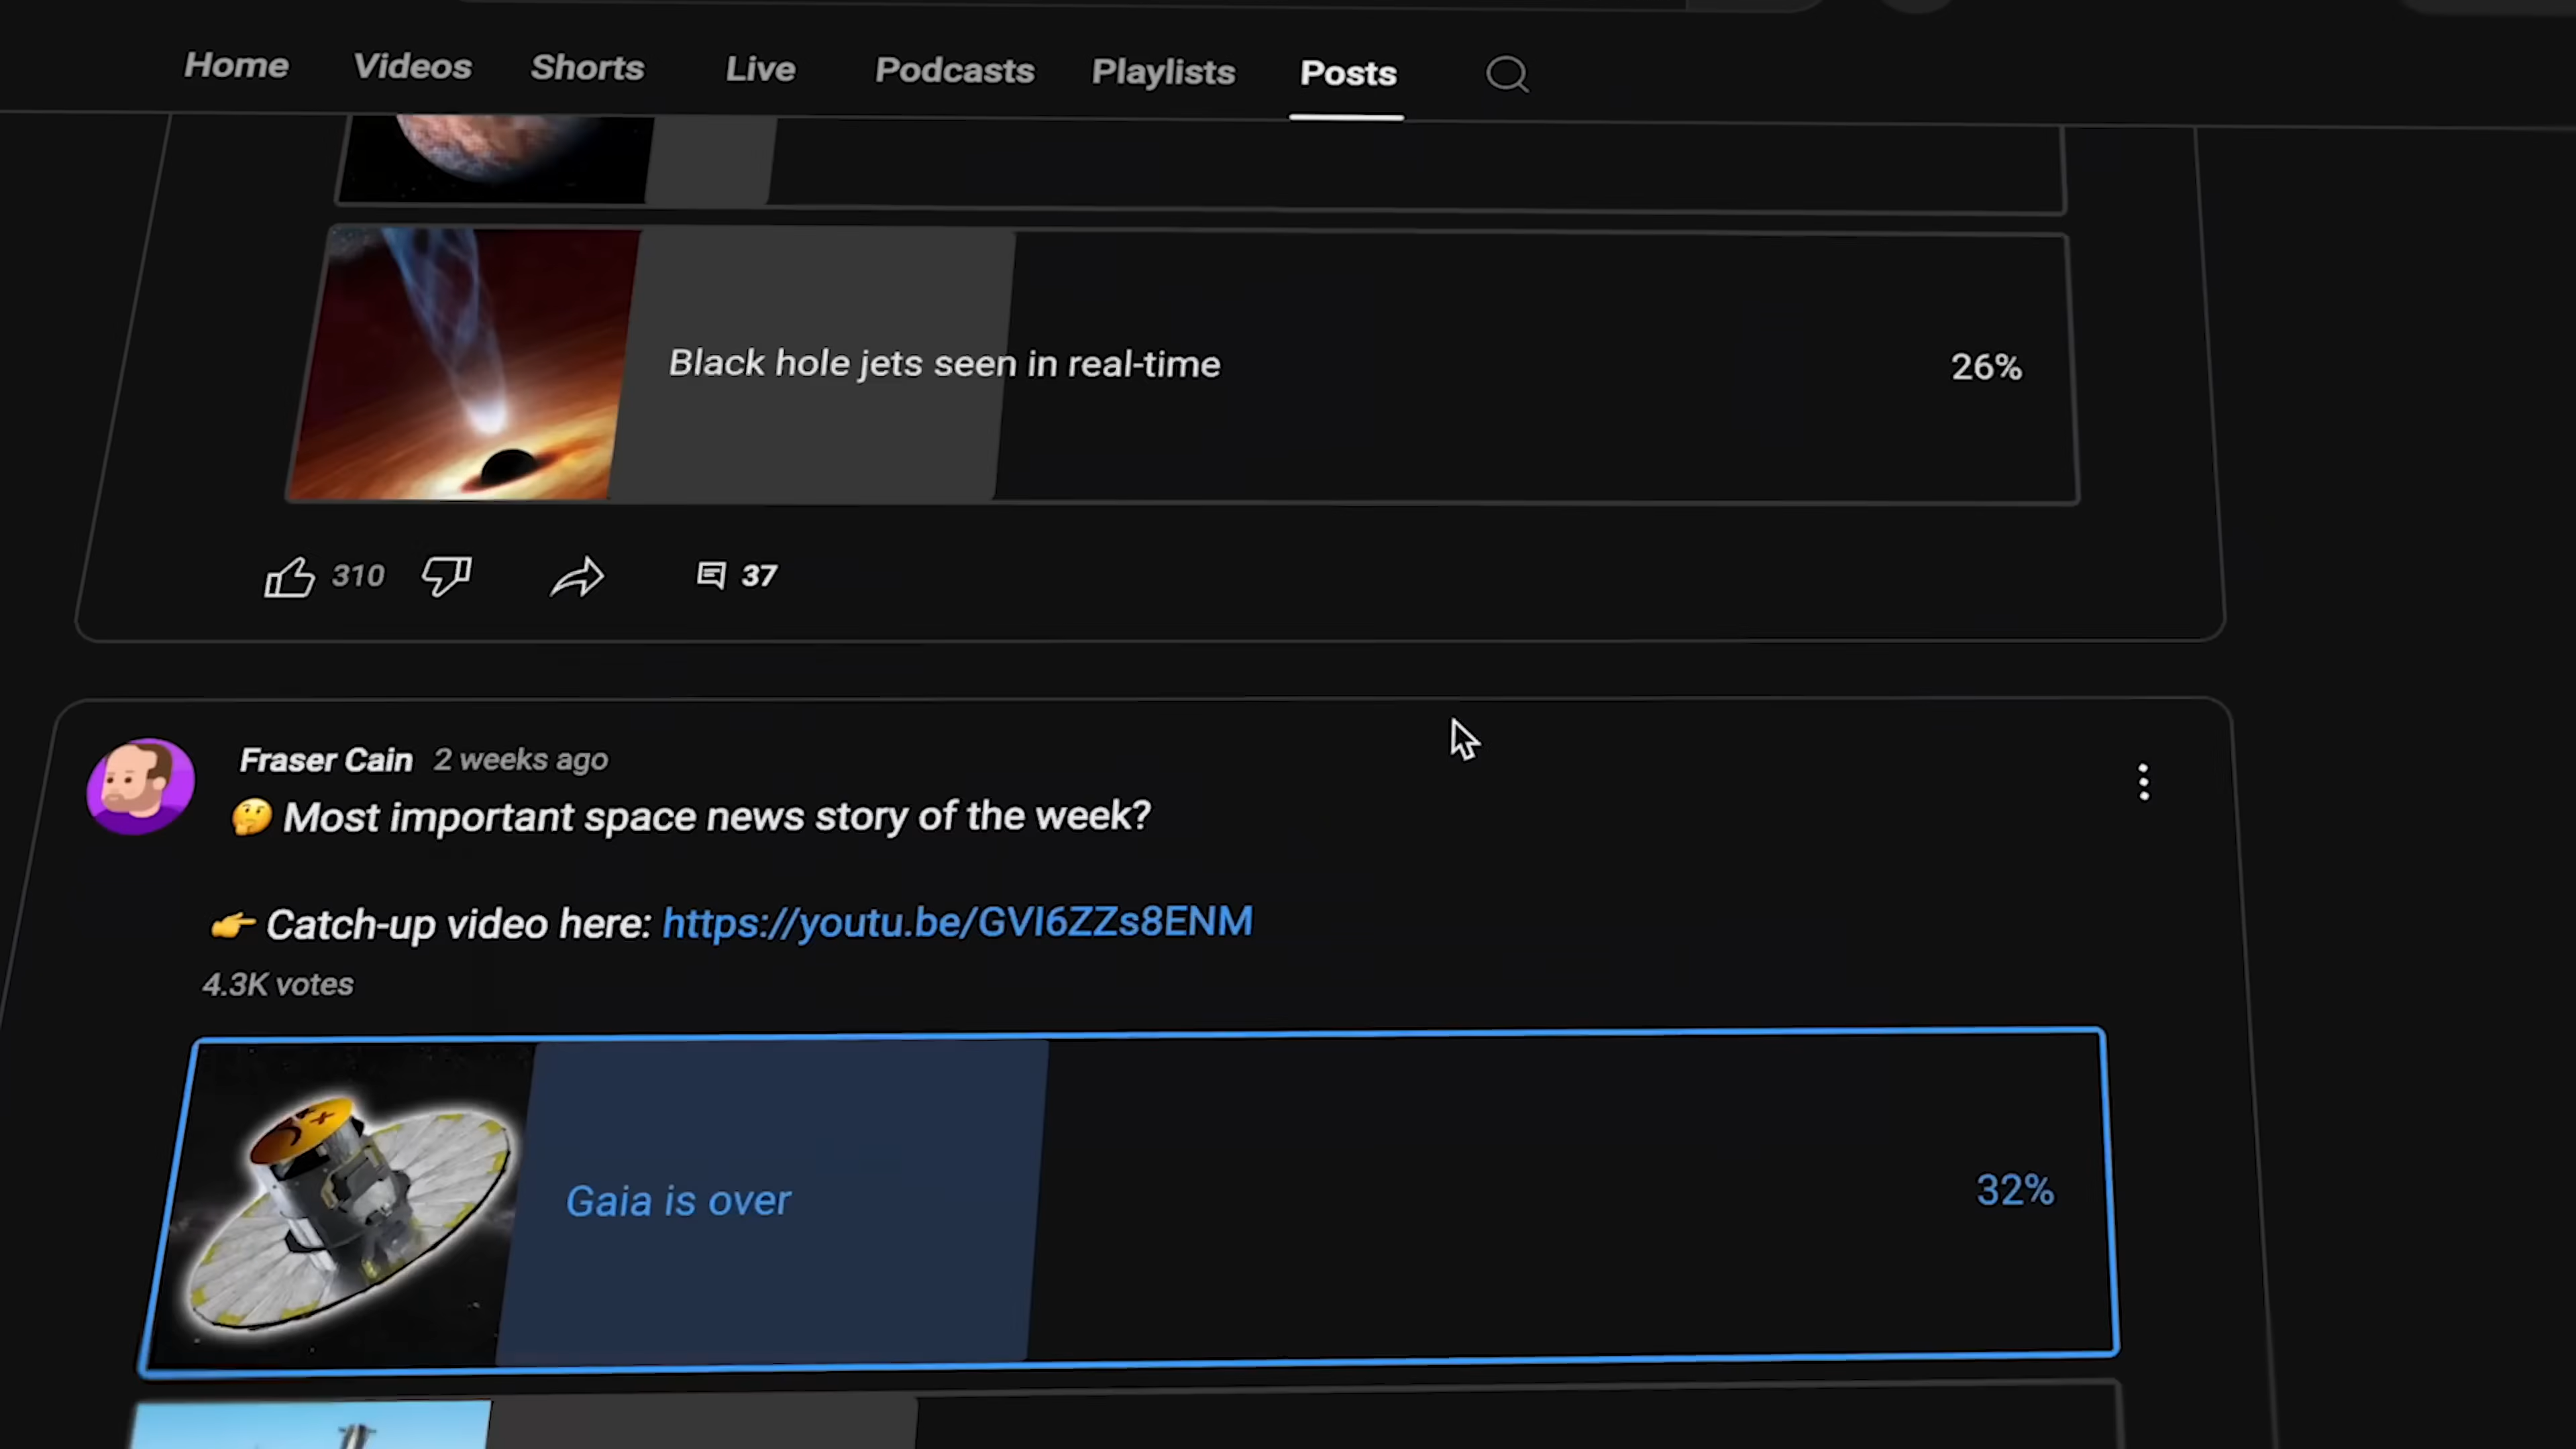 Home Videos Shorts Live Podcasts Playlists Posts
Black hole jets seen in real-time 26%
310 37
Fraser Cain 2 weeks ago
🤔 Most important space news story of the week?
👉 Catch-up video here: https://youtu.be/GVI6ZZs8ENM
4.3K votes
Gaia is over 32%